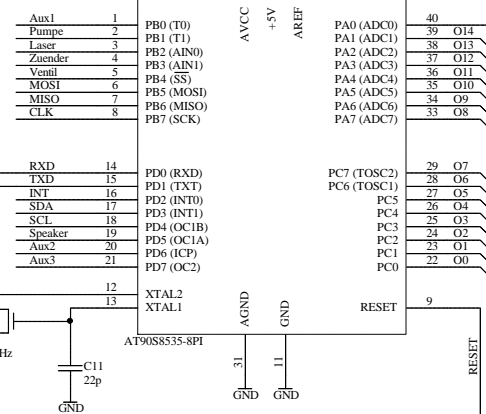 AVCC +5V AREF
Aux1 1 PB0 (T0) PA0 (ADC0) 40
Pumpe 2 PB1 (T1) PA1 (ADC1) 39 O14
Laser 3 PB2 (AIN0) PA2 (ADC2) 38 O13
Zuender 4 PB3 (AIN1) PA3 (ADC3) 37 O12
Ventil 5 PB4 (SS) PA4 (ADC4) 36 O11
MOSI 6 PB5 (MOSI) PA5 (ADC5) 35 O10
MISO 7 PB6 (MISO) PA6 (ADC6) 34 O9
CLK 8 PB7 (SCK) PA7 (ADC7) 33 O8
RXD 14 PD0 (RXD) PC7 (TOSC2) 29 O7
TXD 15 PD1 (TXT) PC6 (TOSC1) 28 O6
INT 16 PD2 (INT0) PC5 27 O5
SDA 17 PD3 (INT1) PC4 26 O4
SCL 18 PD4 (OC1B) PC3 25 O3
Speaker 19 PD5 (OC1A) PC2 24 O2
Aux2 20 PD6 (ICP) PC1 23 O1
Aux3 21 PD7 (OC2) PC0 22 O0
12 XTAL2
13 XTAL1 AGND GND RESET 9
AT90S8535-8PI
Hz
31 11 RESET
C11
22p
GND GND
GND